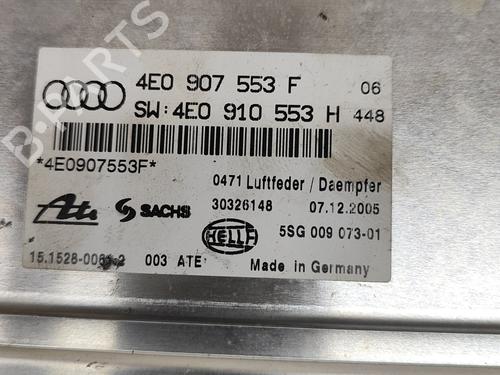 B-PARTS
4E0 907 553 F 06
SW:4E0 910 553 H 448
*4E0907553F*
0471 Luftfeder / Daempfer
Ate SACHS 30326148 07.12.2005
HELLA 5SG 009 073-01
003 ATE Made in Germany